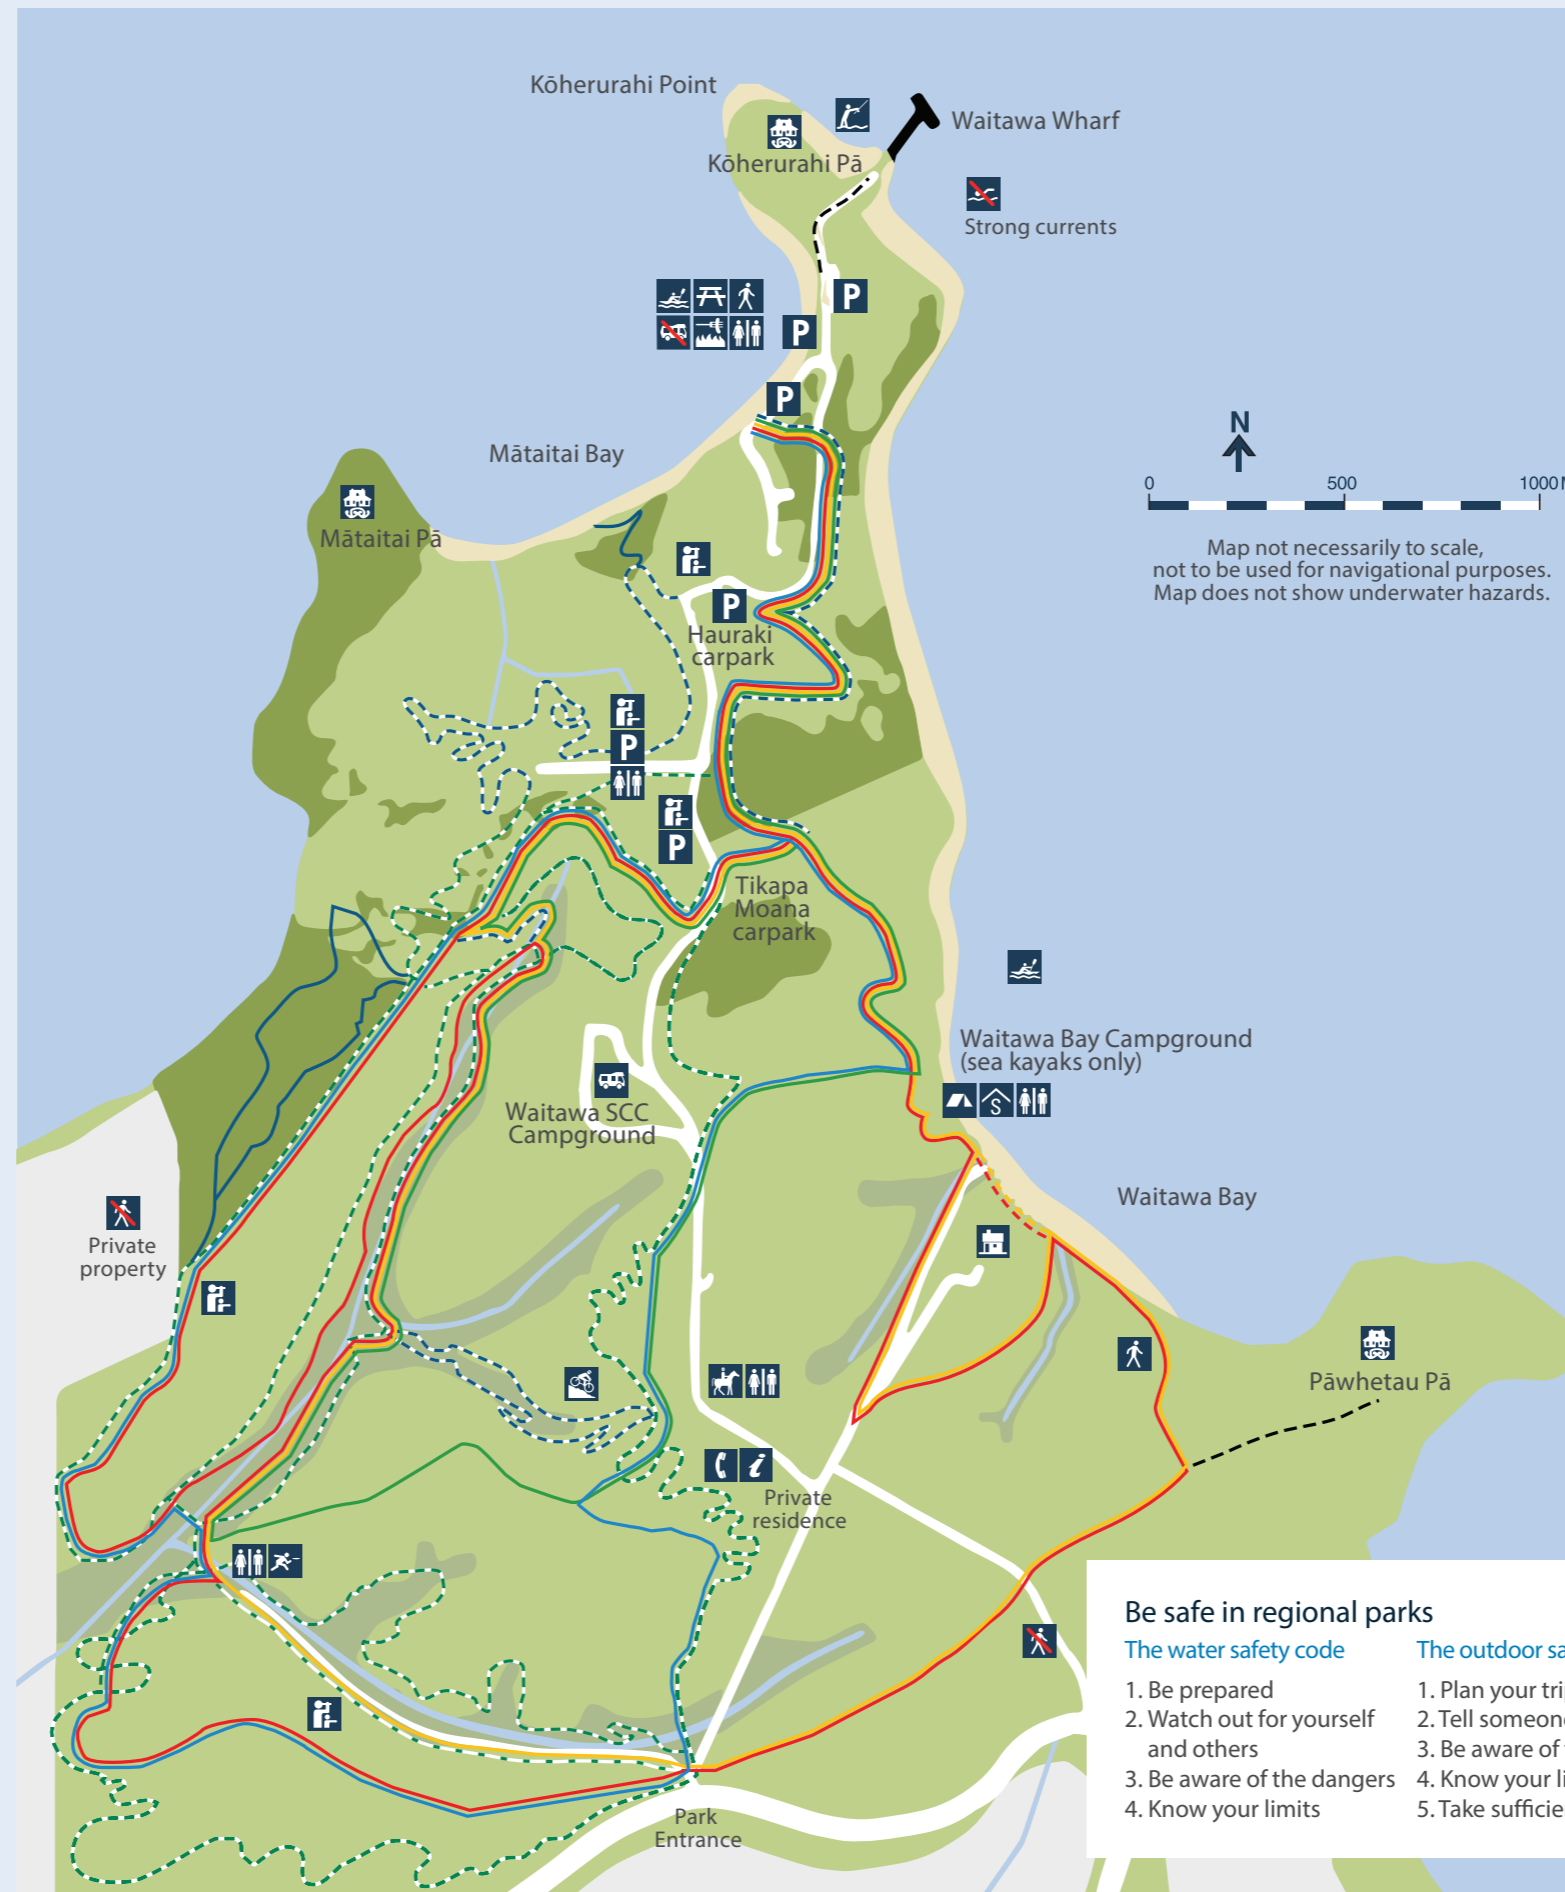 Kōherurahi Point
Waitawa Wharf
Kōherurahi Pā
Strong currents
P
P
P
N
Mātaitai Bay
0 500 1000
Mātaitai Pā
Map not necessarily to scale,
not to be used for navigational purposes.
Map does not show underwater hazards.
P
Hauraki
carpark
P
P
Tikapa
Moana
carpark
Waitawa Bay Campground
(sea kayaks only)
S
Waitawa SCC
Campground
Waitawa Bay
Private
property
Pāwhetau Pā
i
Private
residence
Park
Entrance
Be safe in regional parks
The water safety code
1. Be prepared
2. Watch out for yourself
and others
3. Be aware of the dangers
4. Know your limits
The outdoor
1. Plan your
2. Tell
3. Be aware of
4. Know your
5. Take